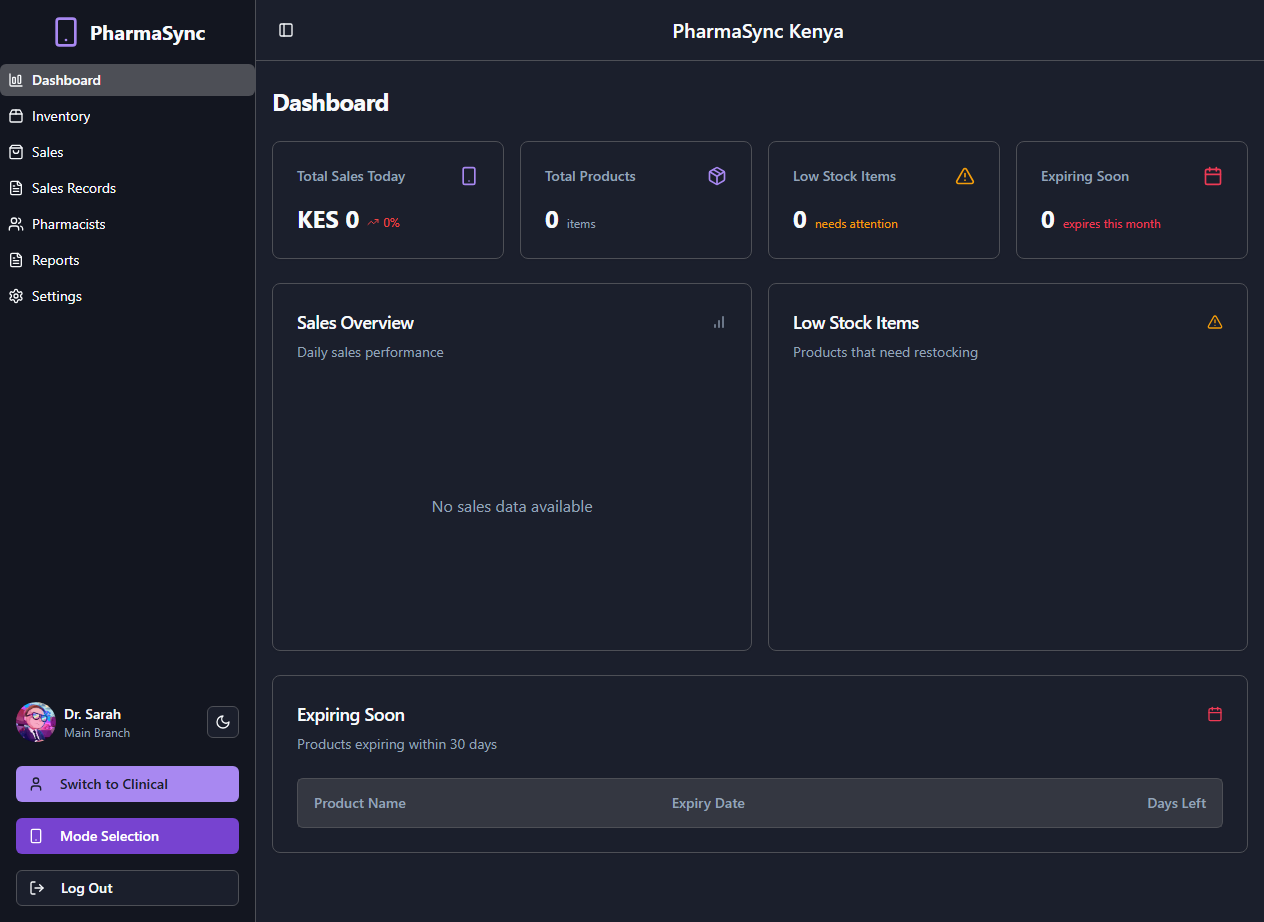 PharmaSync
PharmaSync Kenya
Dashboard
Inventory
Sales
Sales Records
Pharmacists
Reports
Settings
Dr. Sarah
Main Branch
Switch to Clinical
Mode Selection
Log Out
Dashboard
Total Sales Today
KES 0 0%
Total Products
0 items
Low Stock Items
0 needs attention
Expiring Soon
0 expires this month
Sales Overview
Daily sales performance
No sales data available
Low Stock Items
Products that need restocking
Expiring Soon
Products expiring within 30 days
Product Name Expiry Date Days Left